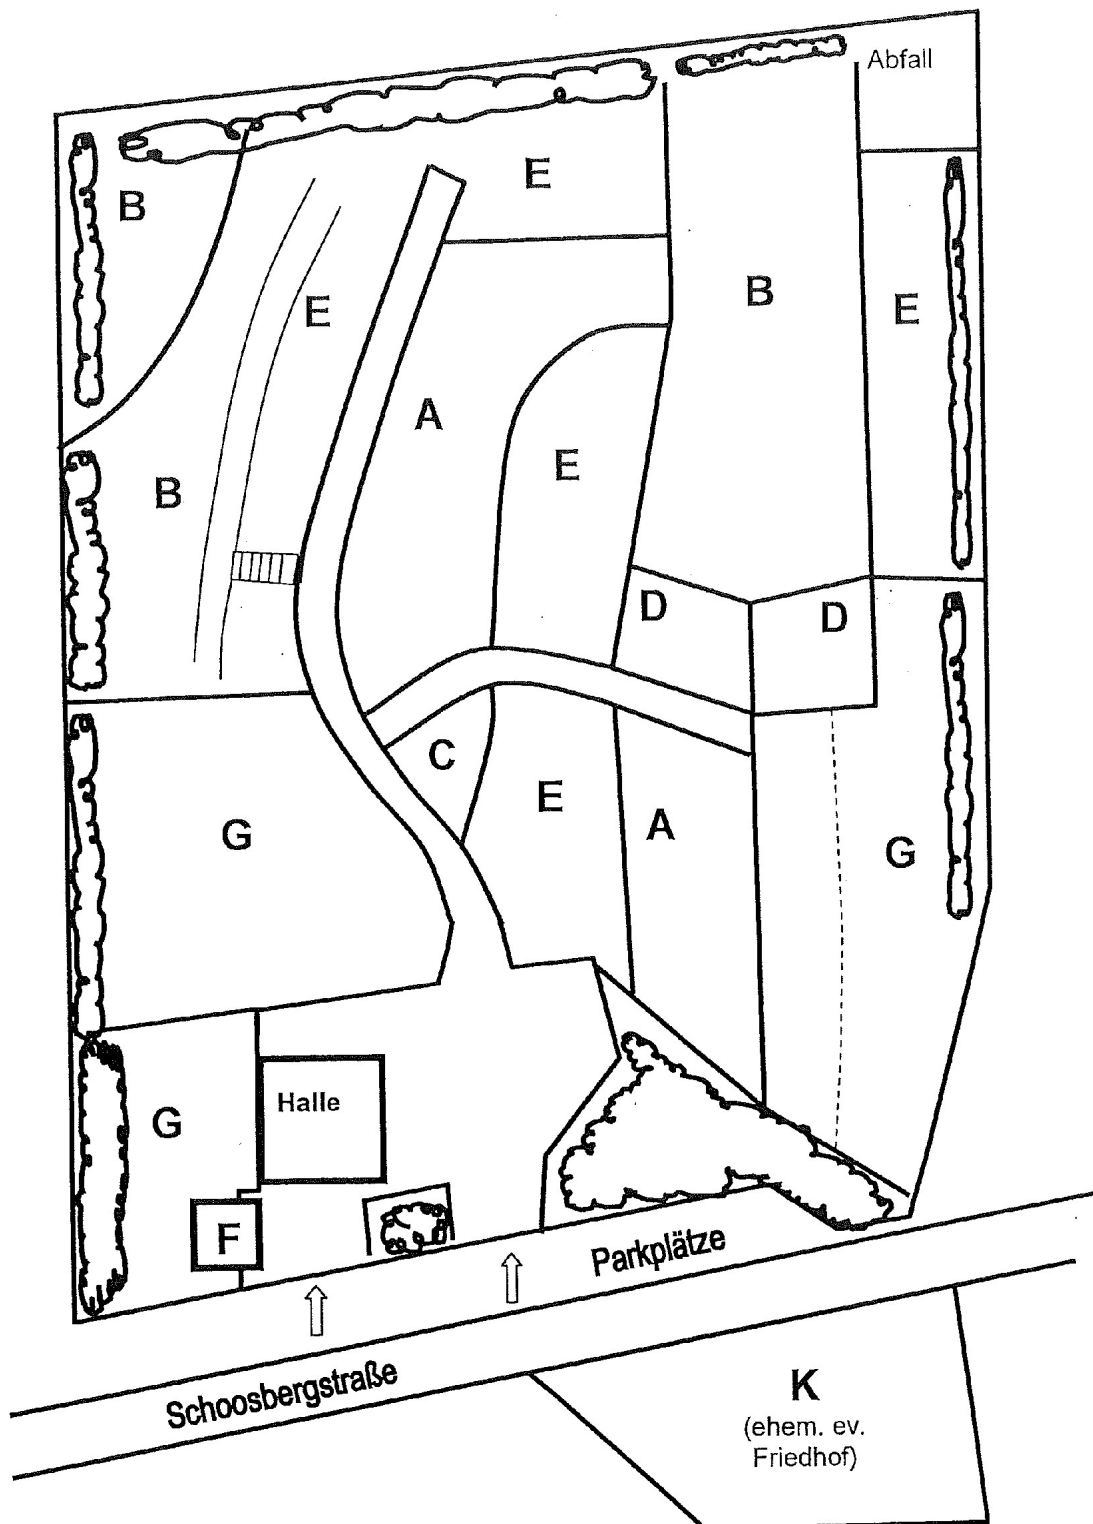 Abfall
E
B
B
E
E
A
E
B
D
D
C
E
A
G
G
Halle
G
F
Parkplätze
Schoosbergstraße
K
(ehem. ev.
Friedhof)